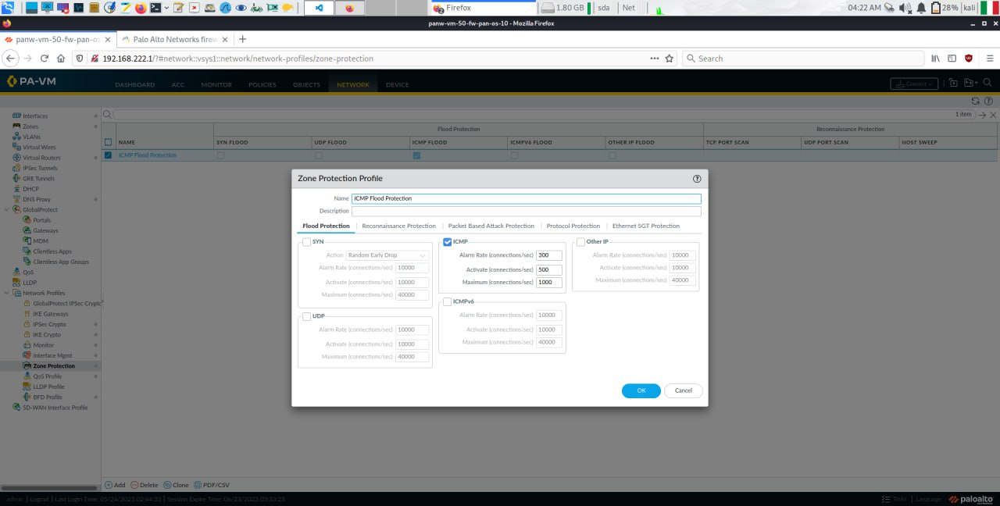 Firefox
1.80 GB
sda
Net
04:22 AM
28%
kali
panw-vm-50-fw-pan-os-10 - Mozilla Firefox
panw-vm-50-fw-pan-os-
Palo Alto Networks firew
192.168.222.1/?#network::vsys1::network/network-profiles/zone-protection
Search
PA-VM
DASHBOARD ACC MONITOR POLICIES OBJECTS NETWORK DEVICE
Commit
1 item
Interfaces
Zones
VLANs
Virtual Wires
Virtual Routers
IPSec Tunnels
GRE Tunnels
DHCP
DNS Proxy
GlobalProtect
Portals
Gateways
MDM
Clientless Apps
Clientless App Groups
QoS
LLDP
Network Profiles
GlobalProtect IPSec Crypto
IKE Gateways
IPSec Crypto
IKE Crypto
Monitor
Interface Mgmt
Zone Protection
QoS Profile
LLDP Profile
BFD Profile
SD-WAN Interface Profile
Flood Protection Reconnaissance Protection
NAME SYN FLOOD UDP FLOOD ICMP FLOOD ICMPV6 FLOOD OTHER IP FLOOD TCP PORT SCAN UDP PORT SCAN HOST SWEEP
ICMP Flood Protection
Zone Protection Profile
Name ICMP Flood Protection
Description
Flood Protection Reconnaissance Protection Packet Based Attack Protection Protocol Protection Ethernet SGT Protection
SYN
Action Random Early Drop
Alarm Rate (connections/sec) 10000
Activate (connections/sec) 10000
Maximum (connections/sec) 40000
UDP
Alarm Rate (connections/sec) 10000
Activate (connections/sec) 10000
Maximum (connections/sec) 40000
ICMP
Alarm Rate (connections/sec) 300
Activate (connections/sec) 500
Maximum (connections/sec) 1000
ICMPv6
Alarm Rate (connections/sec) 10000
Activate (connections/sec) 10000
Maximum (connections/sec) 40000
Other IP
Alarm Rate (connections/sec) 10000
Activate (connections/sec) 10000
Maximum (connections/sec) 40000
OK Cancel
Add Delete Clone PDF/CSV
admin | Logout | Last Login Time: 05/24/2023 02:44:33 | Session Expire Time: 06/23/2023 03:33:23
Tasks | Language
paloalto
NETWORKS